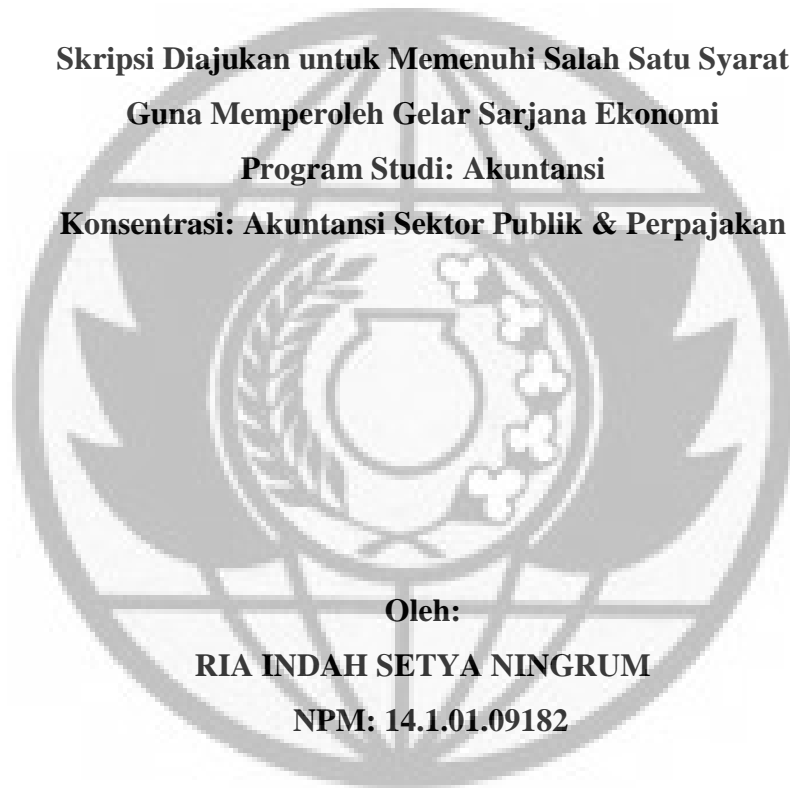 Skripsi Diajukan untuk Memenuhi Salah Satu Syarat
Guna Memperoleh Gelar Sarjana Ekonomi
Program Studi: Akuntansi
Konsentrasi: Akuntansi Sektor Publik & Perpajakan
Oleh:
RIA INDAH SETYA NINGRUM
NPM: 14.1.01.09182